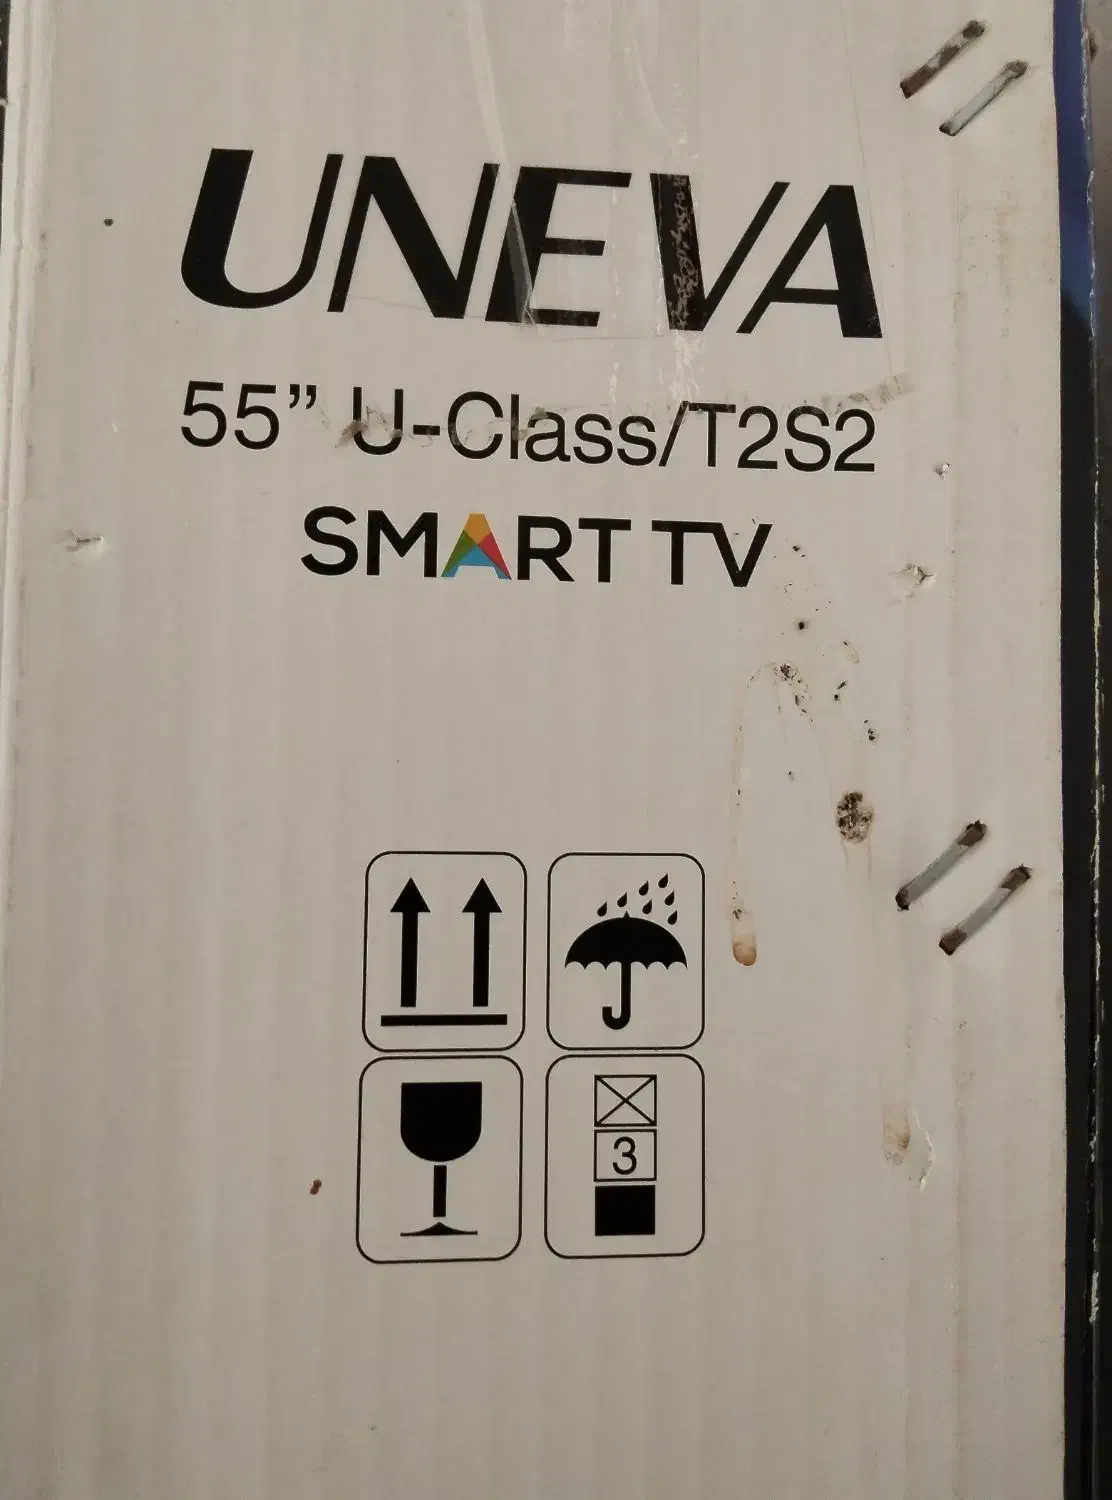 UNEVA
55” U-Class/T2S2
SMART TV
3